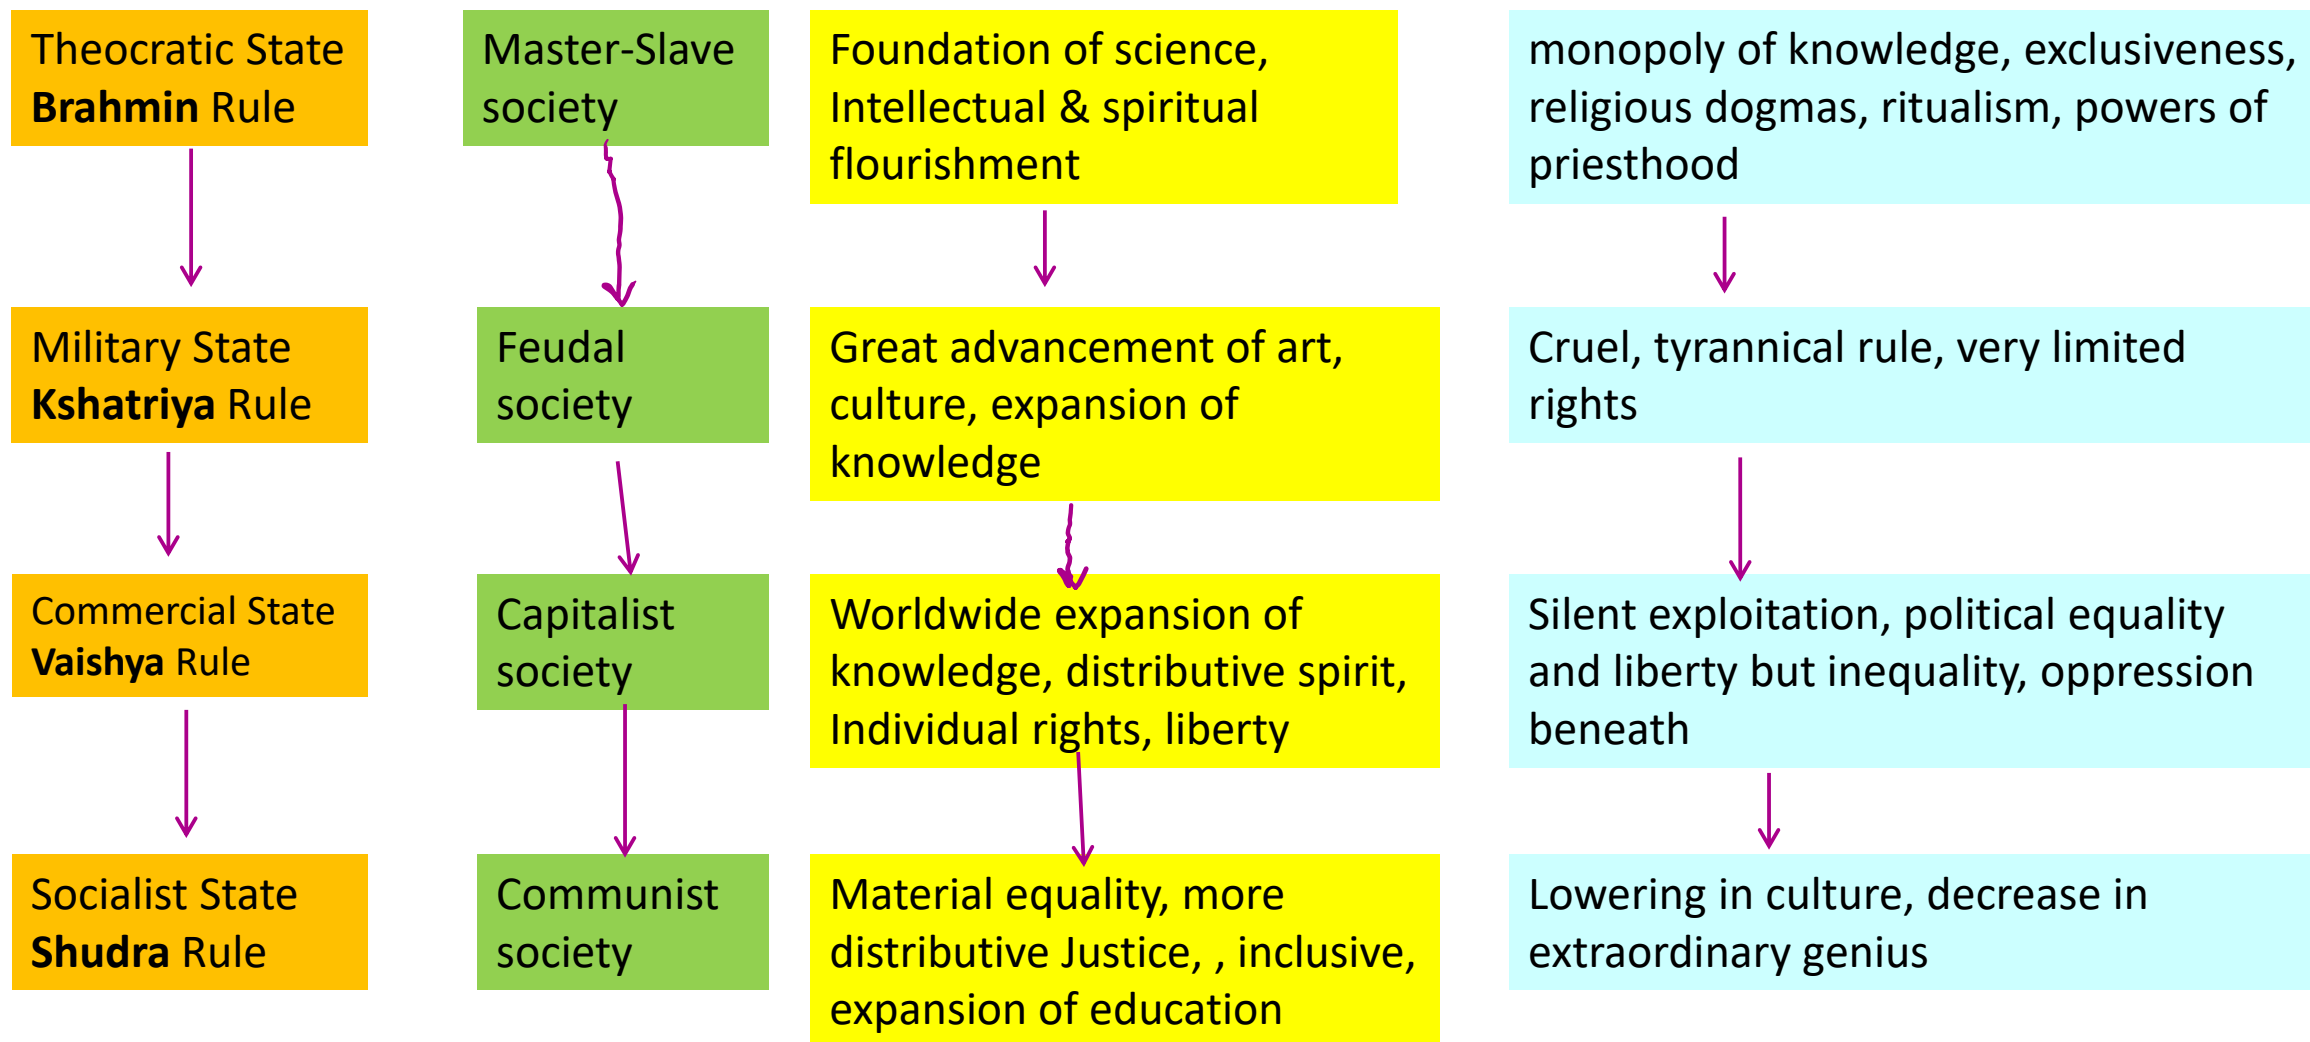 Theocratic State
Brahmin Rule
Master-Slave
society
Foundation of science,
Intellectual & spiritual
flourishment
monopoly of knowledge, exclusiveness,
religious dogmas, ritualism, powers of
priesthood
Military State
Kshatriya Rule
Feudal
society
Great advancement of art,
culture, expansion of
knowledge
Cruel, tyrannical rule, very limited
rights
Commercial State
Vaishya Rule
Capitalist
society
Worldwide expansion of
knowledge, distributive spirit,
Individual rights, liberty
Silent exploitation, political equality
and liberty but inequality, oppression
beneath
Socialist State
Shudra Rule
Communist
society
Material equality, more
distributive Justice, , inclusive,
expansion of education
Lowering in culture, decrease in
extraordinary genius